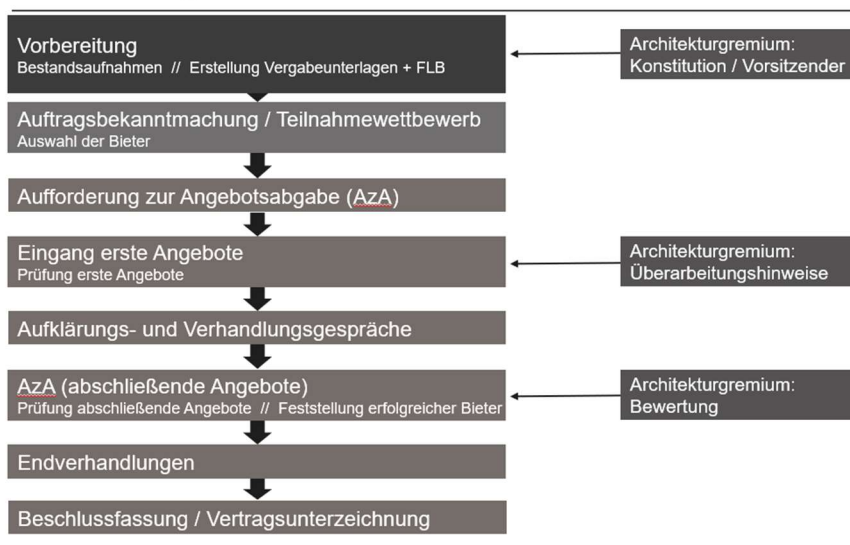 Vorbereitung
Bestandsaufnahmen // Erstellung Vergabeunterlagen + FLB
Architekturgremium:
Konstitution / Vorsitzender
Auftragsbekanntmachung / Teilnahmewettbewerb
Auswahl der Bieter
Aufforderung zur Angebotsabgabe (AzA)
Eingang erste Angebote
Prüfung erste Angebote
Architekturgremium:
Überarbeitungshinweise
Aufklärungs- und Verhandlungsgespräche
AzA (abschließende Angebote)
Prüfung abschließende Angebote // Feststellung erfolgreicher Bieter
Architekturgremium:
Bewertung
Endverhandlungen
Beschlussfassung / Vertragsunterzeichnung